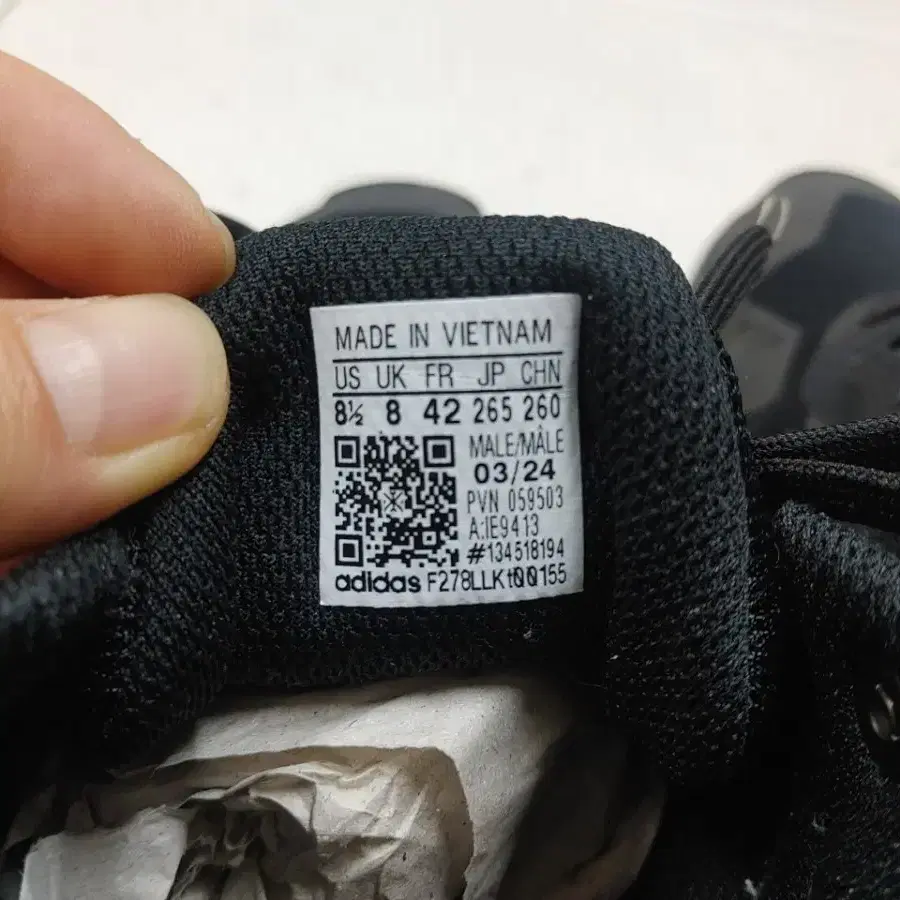 MADE IN VIETNAM
US UK FR JP CHN
8½ 8 42 265 260
MALE/MÂLE
03/24
PVN 059503
A:IE9413
#134518194
adidas F278LLKt00155